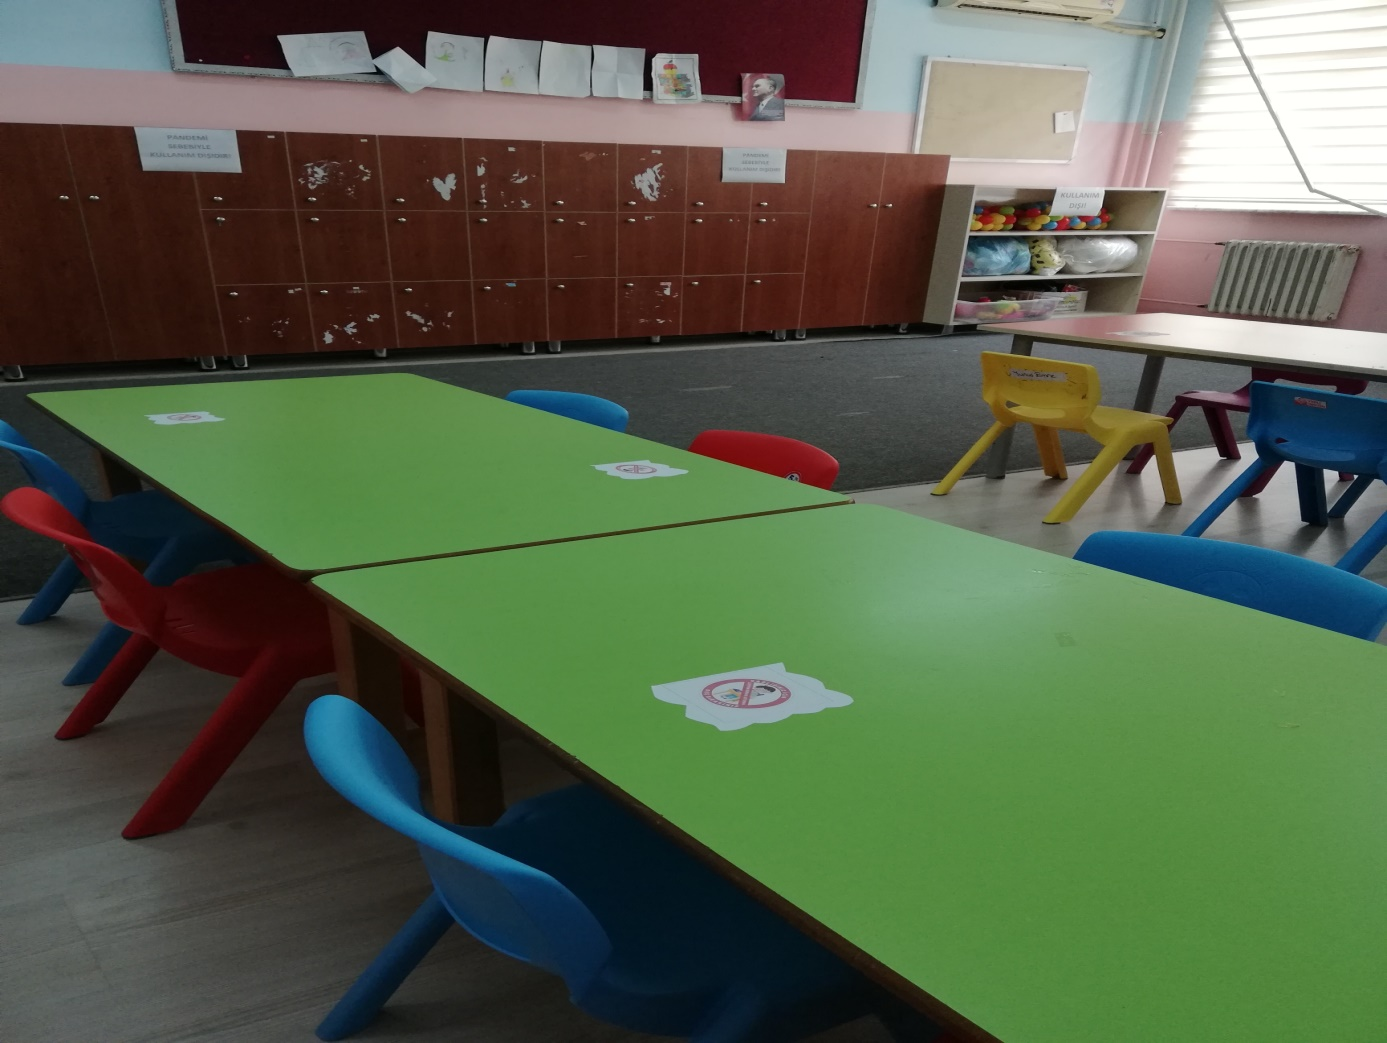 PANDEMİ
SEBEBİYLE
KULLANIM DIŞIDIR!
PANDEMİ
SEBEBİYLE
KULLANIM DIŞIDIR!
KULLANIM
DIŞI!